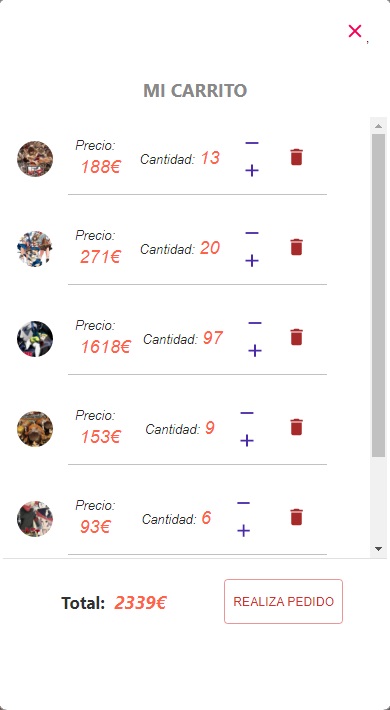 ,
MI CARRITO
Precio:
188€ Cantidad: 13
Precio:
271€ Cantidad: 20
Precio:
1618€ Cantidad: 97
Precio:
153€ Cantidad: 9
Precio:
93€ Cantidad: 6
Total: 2339€ REALIZA PEDIDO